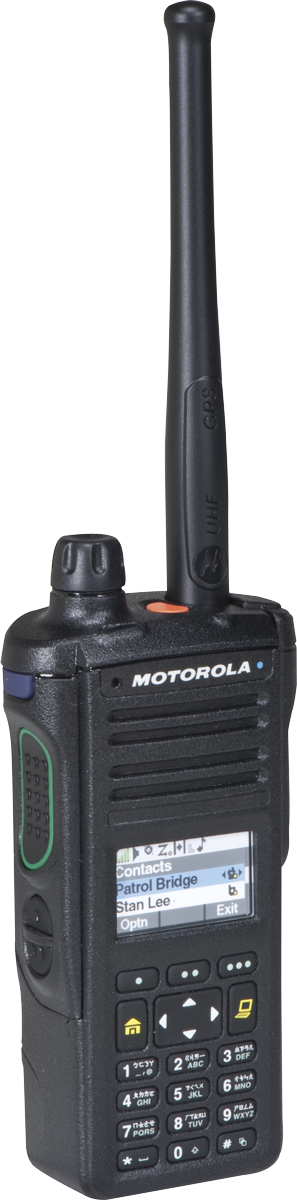 GPS
UHF
MOTOROLA
Contacts
Patrol Bridge
Stan Lee
Optn Exit
1 2 ABC 3 DEF
4 GHI 5 JKL 6 MNO
7 PQRS 8 TUV 9 WXYZ
* 0 #